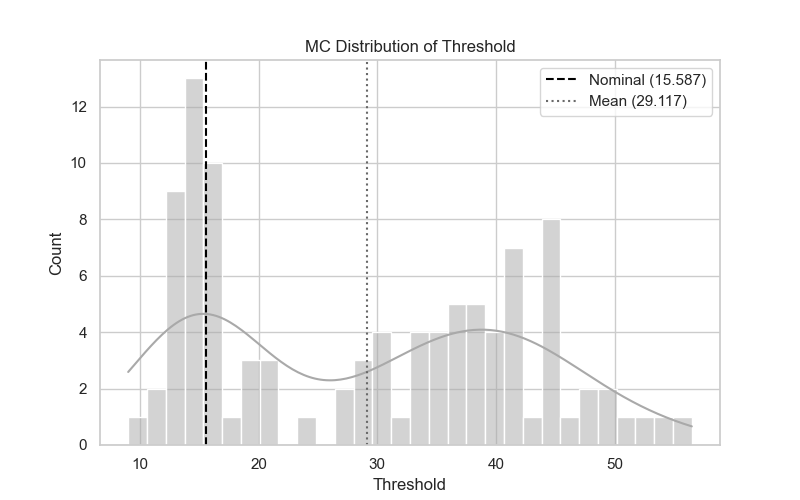 MC Distribution of Threshold
Nominal (15.587)
Mean (29.117)
12
10
8
6
4
2
0
Count
10 20 30 40 50
Threshold